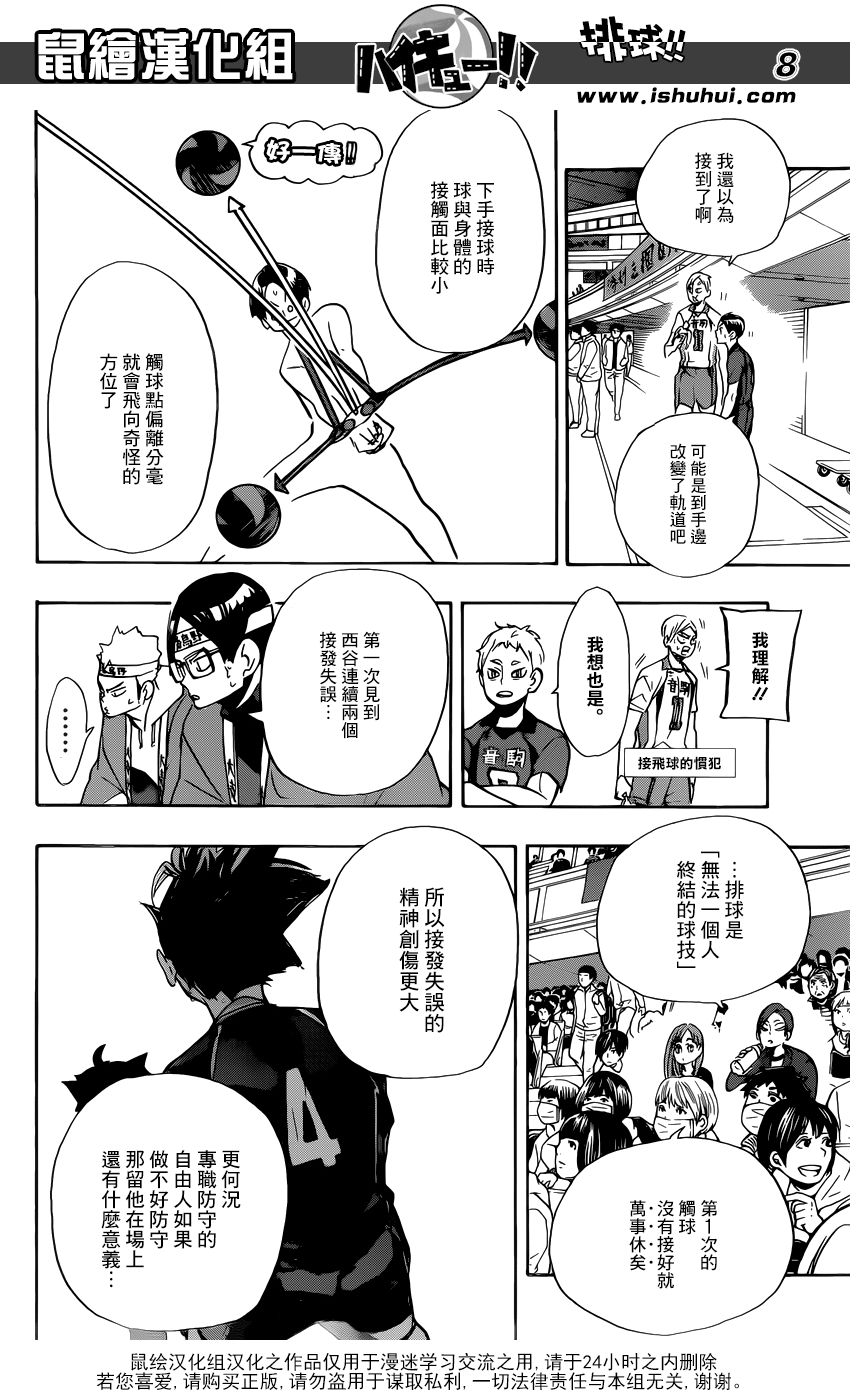 鼠繪漢化組
ハイキュー!!
排球!!
8
www.ishuhui.com
我還以為
接到了啊
可能是到手邊
改變了軌道吧
下手接球時
球與身體的
接觸面比較小
好一傳!!
觸球點偏離分毫
就會飛向奇怪的
方位了
我理解!!
接飛球的慣犯
我想也是。
音駒
音駒
1
第一次見到
西谷連續兩個
接發失誤…
烏野
……
…排球是
「無法一個人
終結的球技」
第1次的
觸球
沒有接好就
萬事休矣
所以接發失誤的
精神創傷更大
4
更何況
專職防守的
自由人如果
做不好防守
那留他在場上
還有什麼意義…
鼠绘汉化组汉化之作品仅用于漫迷学习交流之用,请于24小时之内删除
若您喜爱,请购买正版,请勿盗用于谋取私利,一切法律责任与本组无关,谢谢。